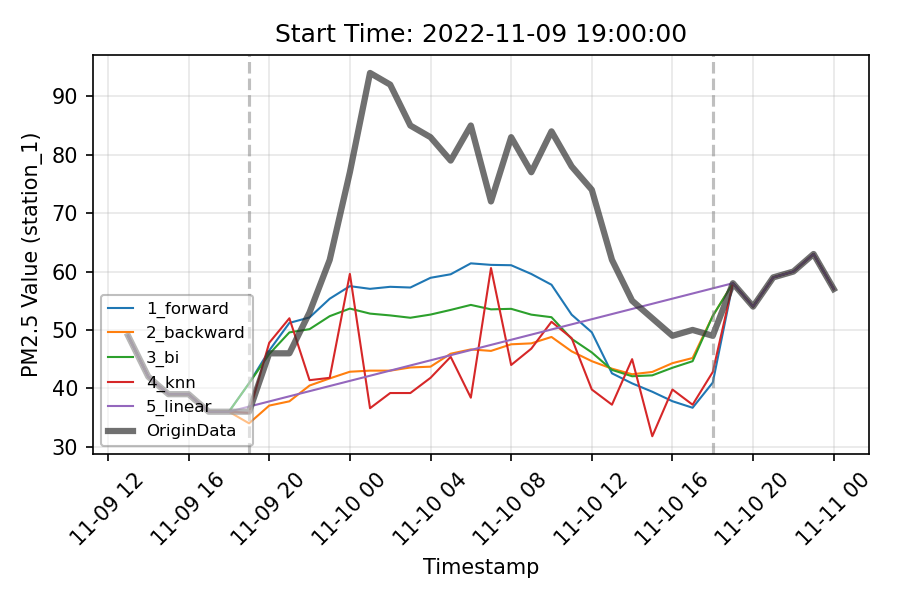 Start Time: 2022-11-09 19:00:00
PM2.5 Value (station_1)
90
80
70
60
50
40
30
1_forward
2_backward
3_bi
4_knn
5_linear
OriginData
11-09 12
11-09 16
11-09 20
11-10 00
11-10 04
11-10 08
11-10 12
11-10 16
11-10 20
11-11 00
Timestamp